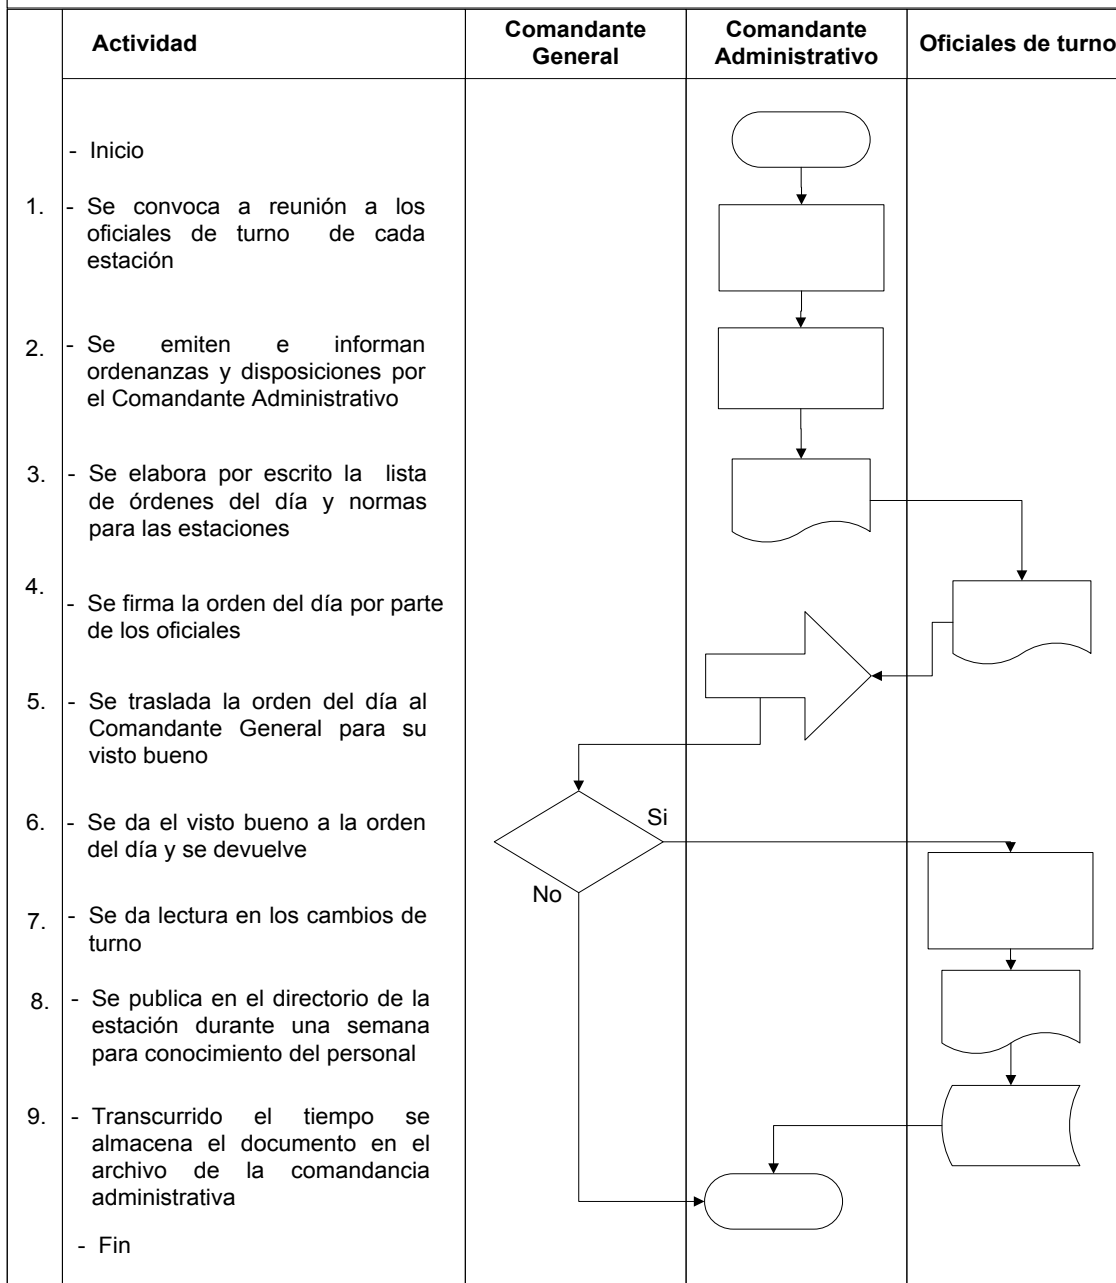 Actividad
Comandante
General
Comandante
Administrativo
Oficiales de turno
- Inicio
1. - Se convoca a reunión a los
oficiales de turno de cada
estación
2. - Se emiten e informan
ordenanzas y disposiciones por
el Comandante Administrativo
3. - Se elabora por escrito la lista
de órdenes del día y normas
para las estaciones
4. - Se firma la orden del día por parte
de los oficiales
5. - Se traslada la orden del día al
Comandante General para su
visto bueno
6. - Se da el visto bueno a la orden
del día y se devuelve
Si
No
7. - Se da lectura en los cambios de
turno
8. - Se publica en el directorio de la
estación durante una semana
para conocimiento del personal
9. - Transcurrido el tiempo se
almacena el documento en el
archivo de la comandancia
administrativa
- Fin